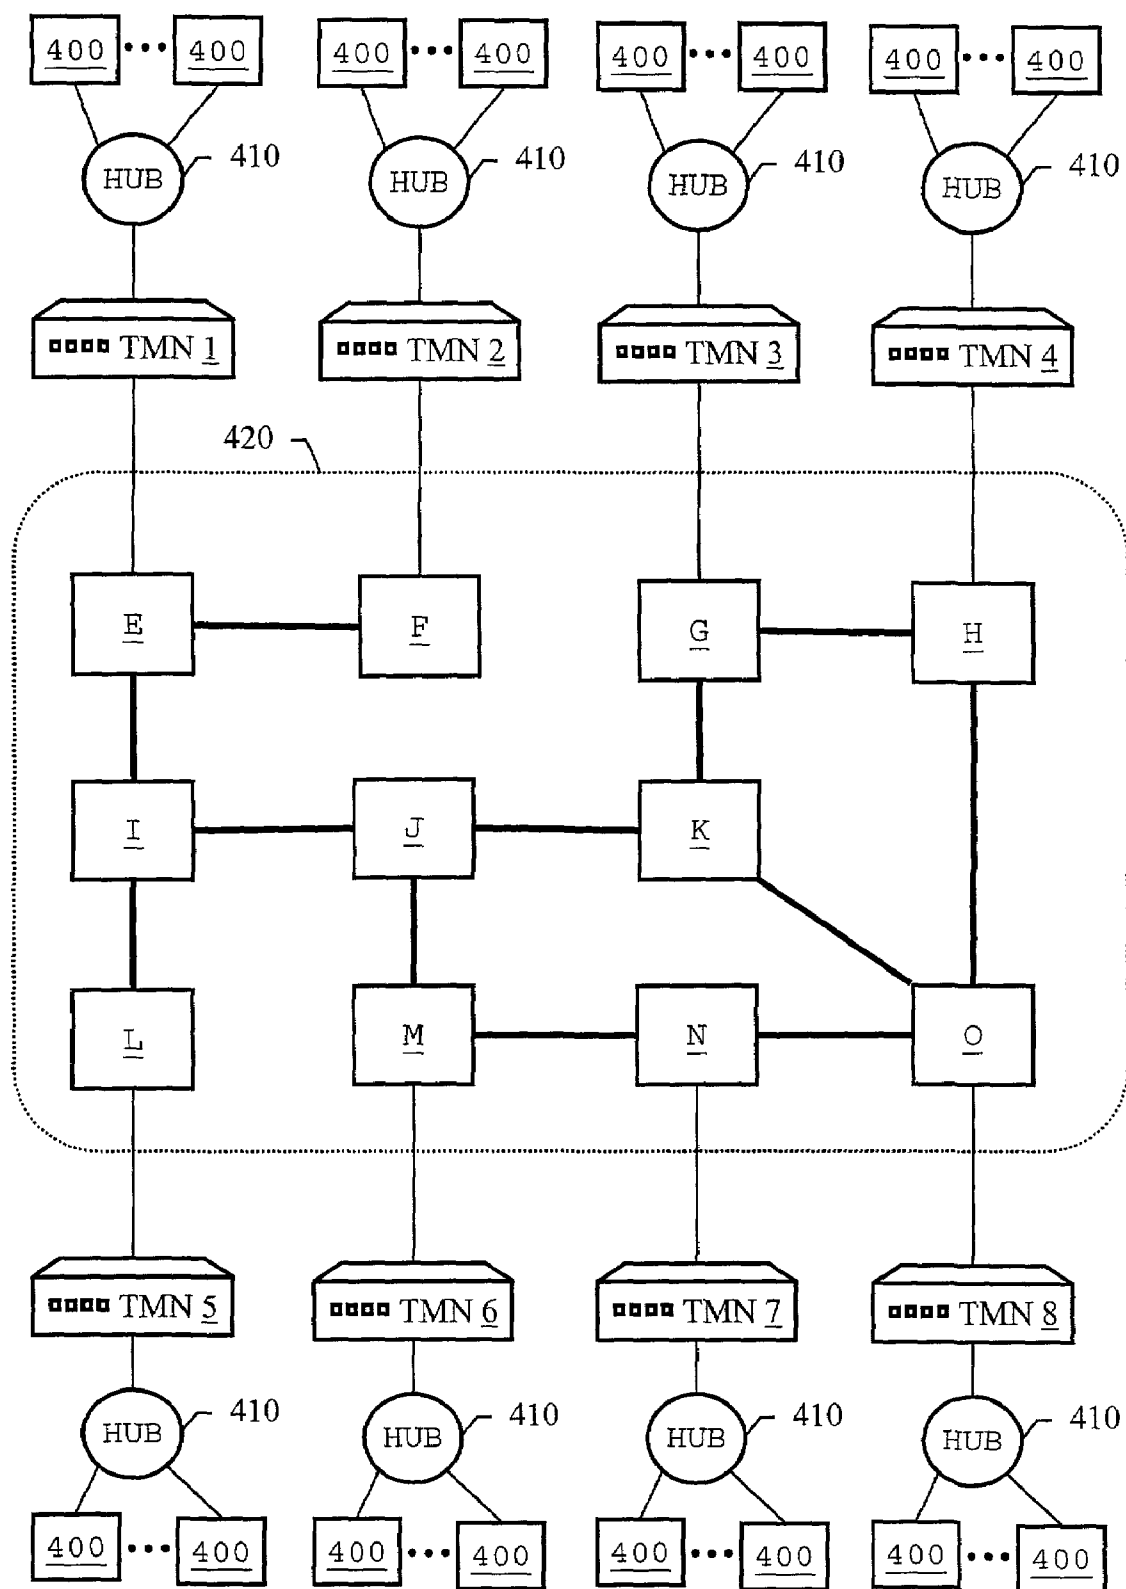 400 ••• 400 400 ••• 400 400 ••• 400 400 ••• 400
HUB 410 HUB 410 HUB 410 HUB 410
TMN 1 TMN 2 TMN 3 TMN 4
420
E F G H
I J K
L M N O
TMN 5 TMN 6 TMN 7 TMN 8
HUB 410 HUB 410 HUB 410 HUB 410
400 ••• 400 400 ••• 400 400 ••• 400 400 ••• 400